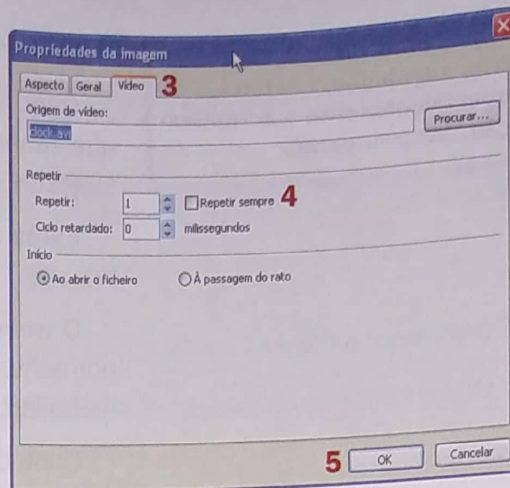 Propriedades da imagem
Aspecto Geral Vídeo 3
Origem de vídeo:
clock.avi Procurar...
Repetir
Repetir: 1 Repetir sempre 4
Ciclo retardado: 0 milissegundos
Início
Ao abrir o ficheiro À passagem do rato
5 OK Cancelar